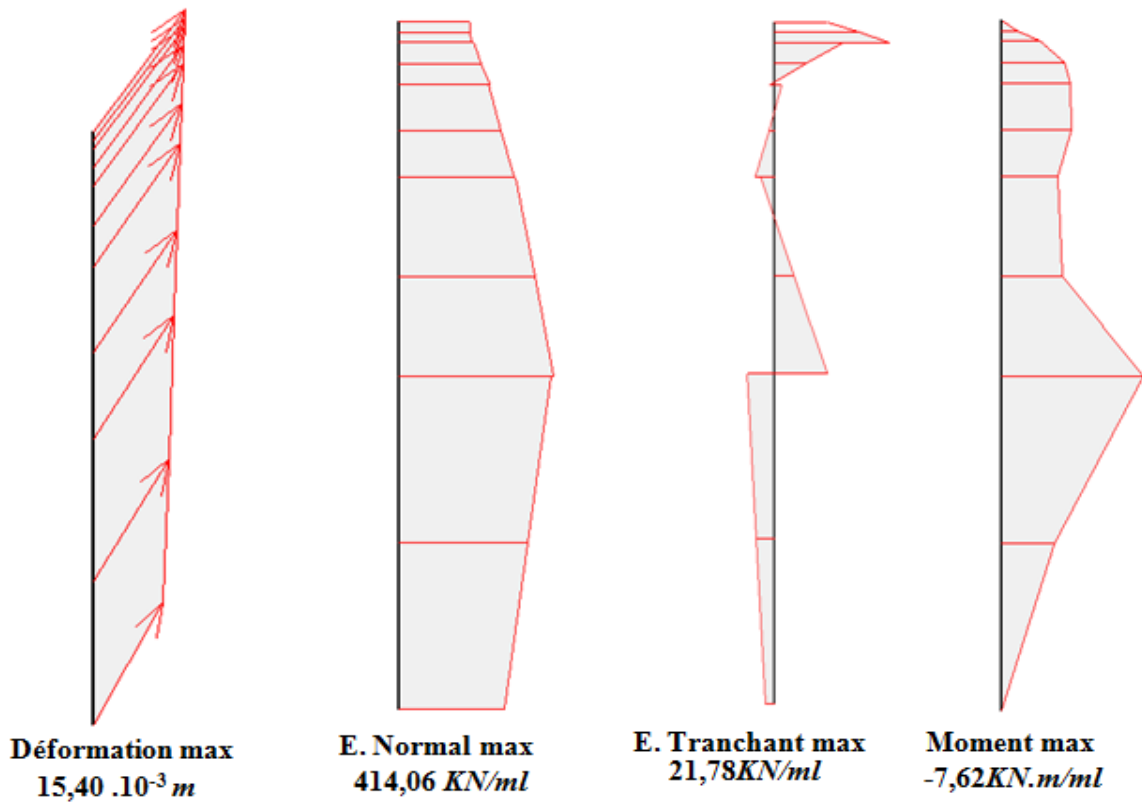 Déformation max
15,40 .10-³ m
E. Normal max
414,06 KN/ml
E. Tranchant max
21,78KN/ml
Moment max
-7,62KN.m/ml